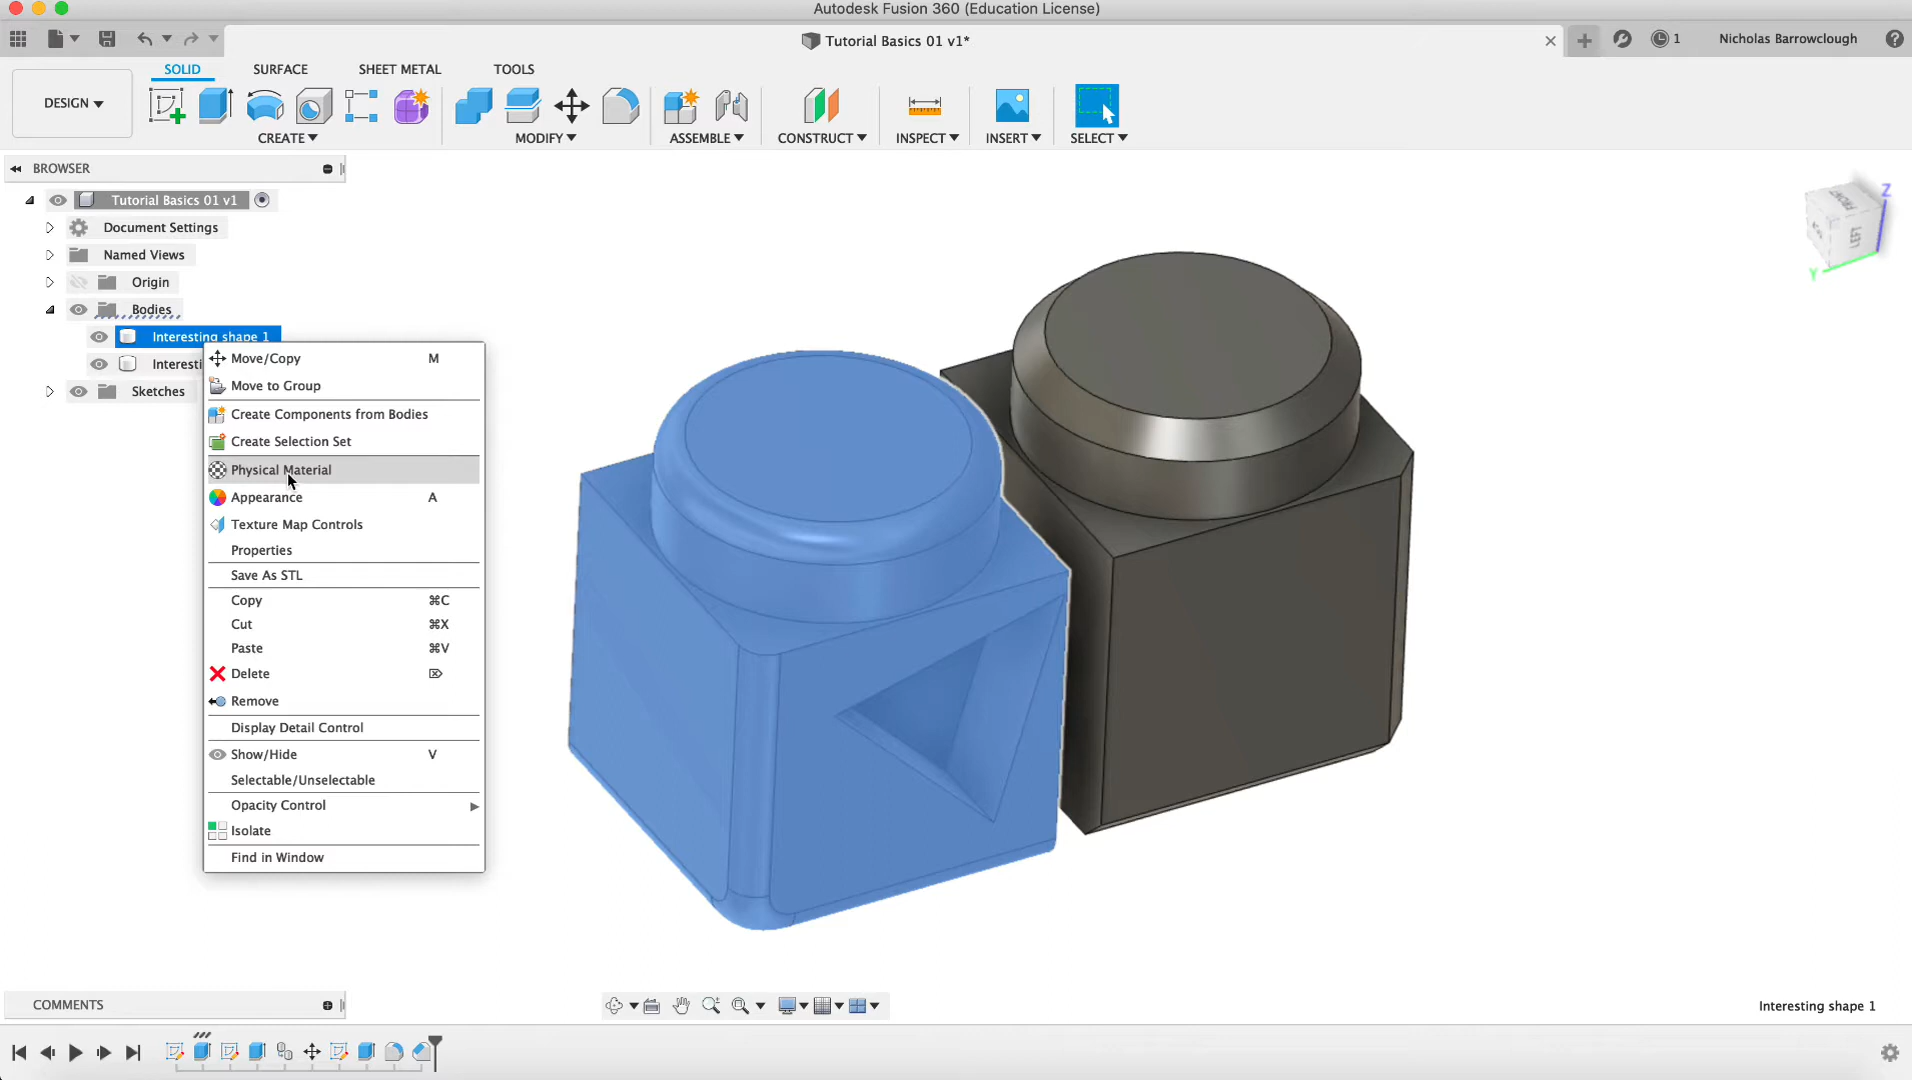 Autodesk Fusion 360 (Education License)
Tutorial Basics 01 v1*
1
Nicholas Barrowclough
DESIGN
SOLID
SURFACE
SHEET METAL
TOOLS
CREATE
MODIFY
ASSEMBLE
CONSTRUCT
INSPECT
INSERT
SELECT
BROWSER
Tutorial Basics 01 v1
Document Settings
Named Views
Origin
Bodies
Interesting shape 1
Interesti
Sketches
Move/Copy M
Move to Group
Create Components from Bodies
Create Selection Set
Physical Material
Appearance A
Texture Map Controls
Properties
Save As STL
Copy ⌘C
Cut ⌘X
Paste ⌘V
Delete ⌦
Remove
Display Detail Control
Show/Hide V
Selectable/Unselectable
Opacity Control
Isolate
Find in Window
Z
LEFT
Y
COMMENTS
Interesting shape 1